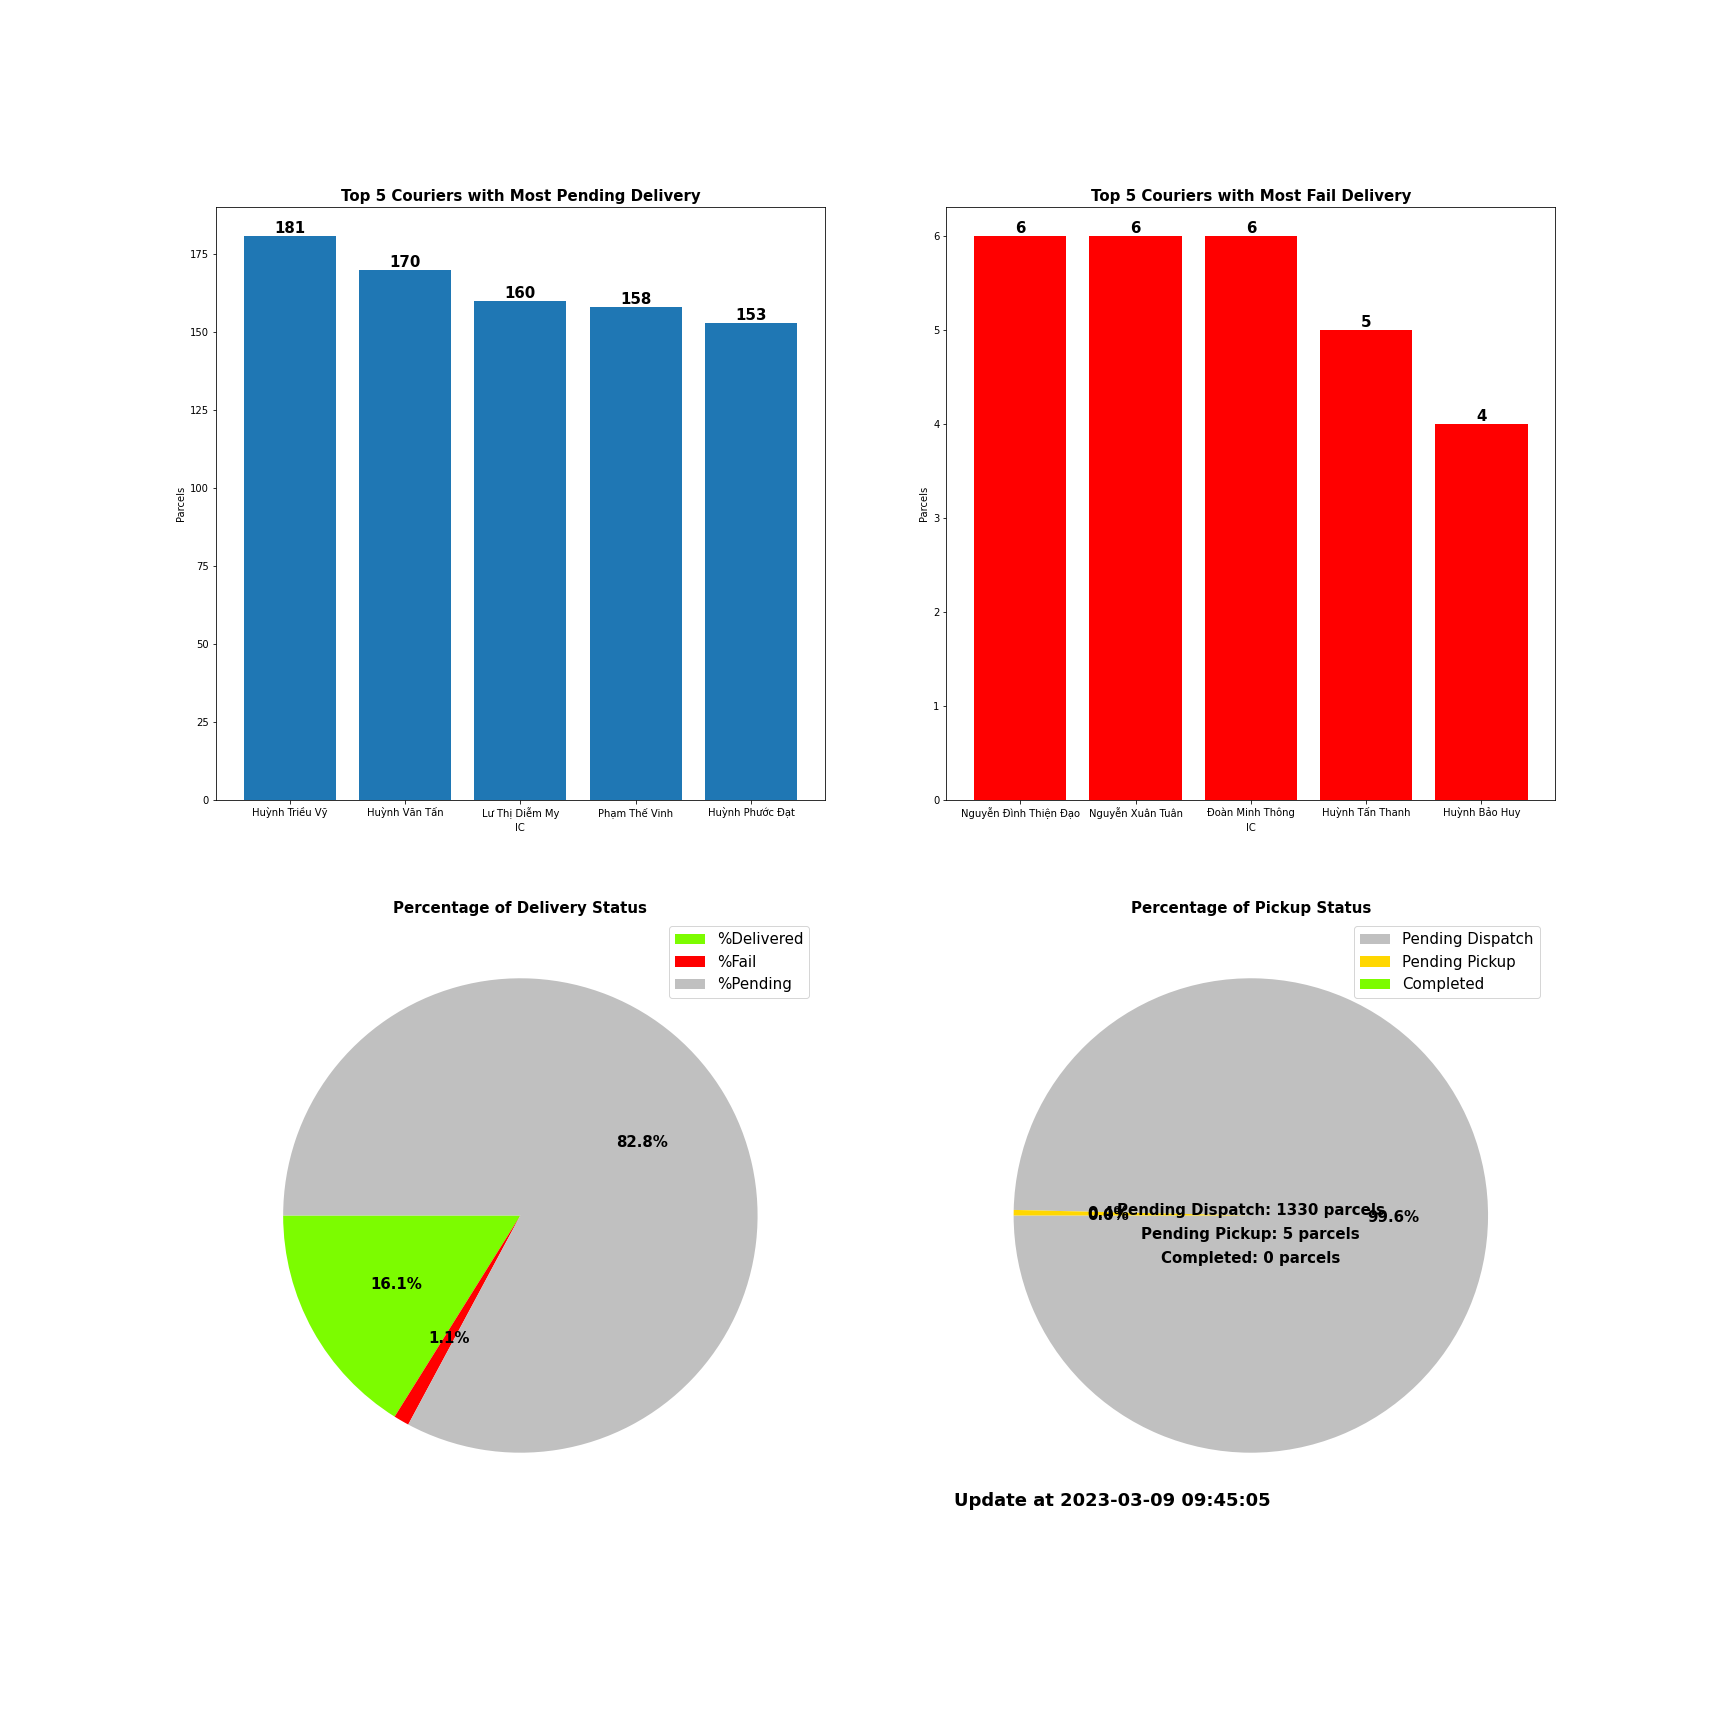 Top 5 Couriers with Most Pending Delivery
181
170
160
158
153
175
150
125
100
75
50
25
0
Parcels
Huỳnh Triều Vỹ
Huỳnh Văn Tấn
Lư Thị Diễm My
Phạm Thế Vinh
Huỳnh Phước Đạt
IC
Top 5 Couriers with Most Fail Delivery
6
6
6
5
4
6
5
4
3
2
1
0
Parcels
Nguyễn Đình Thiện Đạo
Nguyễn Xuân Tuân
Đoàn Minh Thông
Huỳnh Tấn Thanh
Huỳnh Bảo Huy
IC
Percentage of Delivery Status
%Delivered
%Fail
%Pending
82.8%
16.1%
1.1%
Percentage of Pickup Status
Pending Dispatch
Pending Pickup
Completed
Pending Dispatch: 1330 parcels
99.6%
Pending Pickup: 5 parcels
Completed: 0 parcels
Update at 2023-03-09 09:45:05